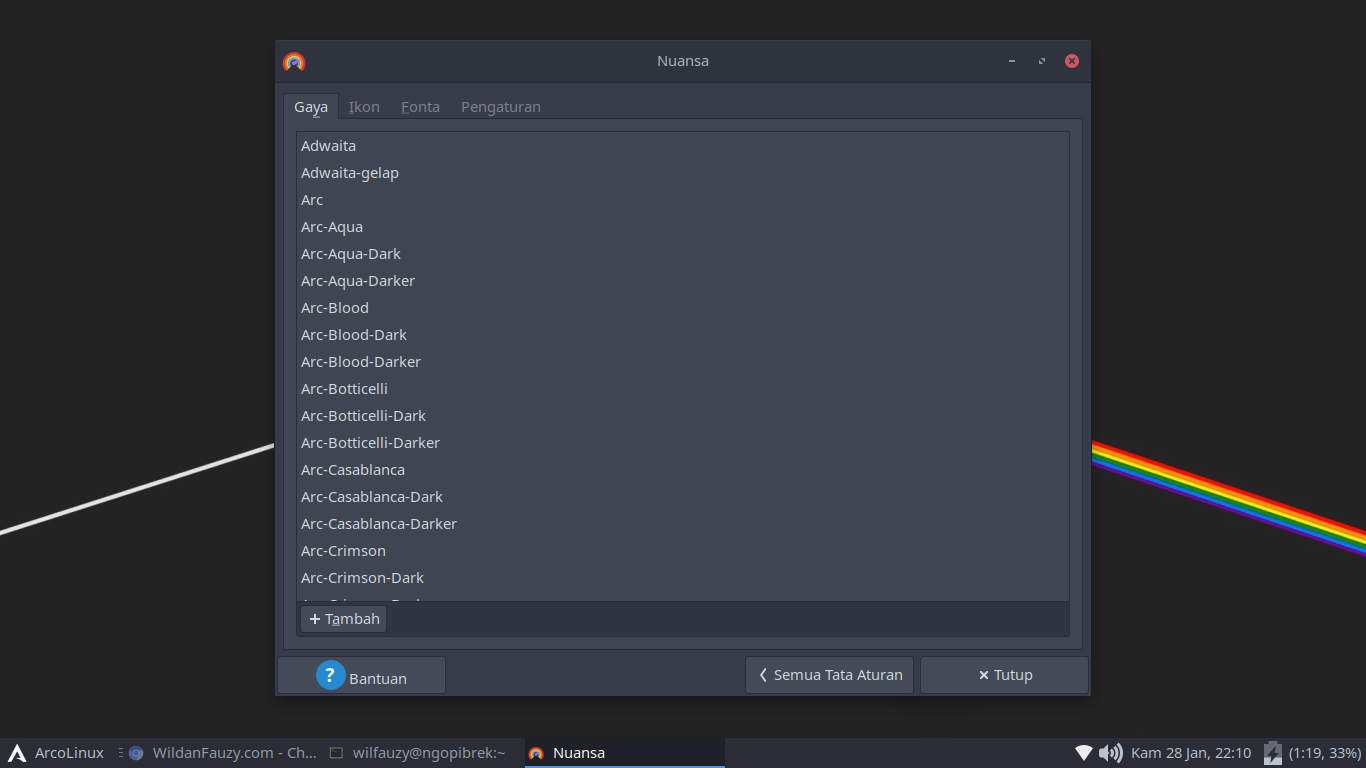 Nuansa
Gaya Ikon Fonta Pengaturan
Adwaita
Adwaita-gelap
Arc
Arc-Aqua
Arc-Aqua-Dark
Arc-Aqua-Darker
Arc-Blood
Arc-Blood-Dark
Arc-Blood-Darker
Arc-Botticelli
Arc-Botticelli-Dark
Arc-Botticelli-Darker
Arc-Casablanca
Arc-Casablanca-Dark
Arc-Casablanca-Darker
Arc-Crimson
Arc-Crimson-Dark
+ Tambah
? Bantuan Semua Tata Aturan Tutup
ArcoLinux WildanFauzy.com - Ch... wilfauzy@ngopibrek:~ Nuansa Kam 28 Jan, 22:10 (1:19, 33%)